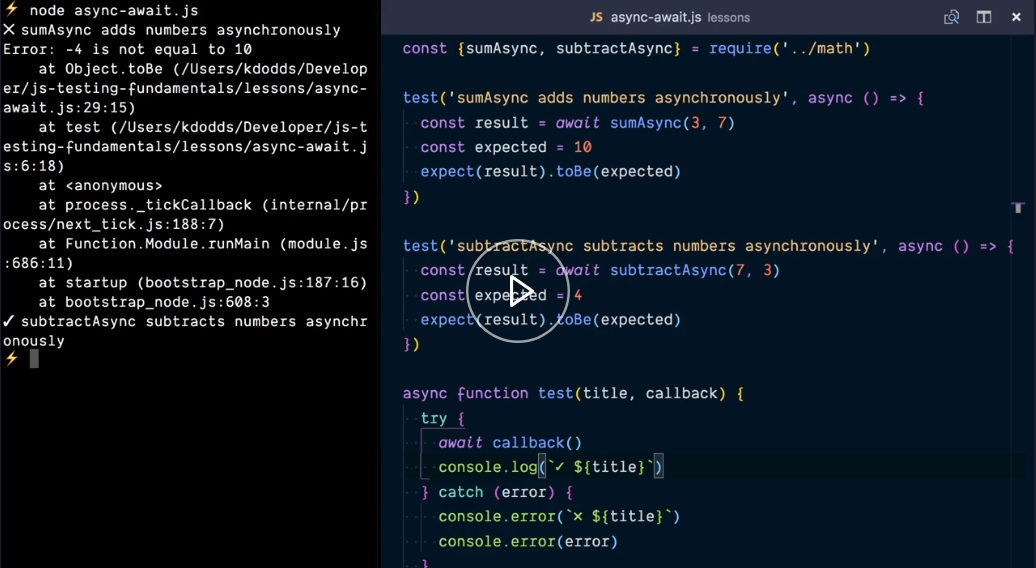 ⚡ node async-await.js
✕ sumAsync adds numbers asynchronously
Error: -4 is not equal to 10
at Object.toBe (/Users/kdodds/Develop
er/js-testing-fundamentals/lessons/async-
await.js:29:15)
at test (/Users/kdodds/Developer/js-t
esting-fundamentals/lessons/async-await.j
s:6:18)
at <anonymous>
at process._tickCallback (internal/pr
ocess/next_tick.js:188:7)
at Function.Module.runMain (module.js
:686:11)
at startup (bootstrap_node.js:187:16)
at bootstrap_node.js:608:3
✓ subtractAsync subtracts numbers asynchr
onously
⚡
JS async-await.js lessons
const {sumAsync, subtractAsync} = require('../math')
test('sumAsync adds numbers asynchronously', async () => {
const result = await sumAsync(3, 7)
const expected = 10
expect(result).toBe(expected)
})
test('subtractAsync subtracts numbers asynchronously', async () => {
const result = await subtractAsync(7, 3)
const expected = 4
expect(result).toBe(expected)
})
async function test(title, callback) {
try {
await callback()
console.log(`✓ ${title}`)
} catch (error) {
console.error(`✕ ${title}`)
console.error(error)
}